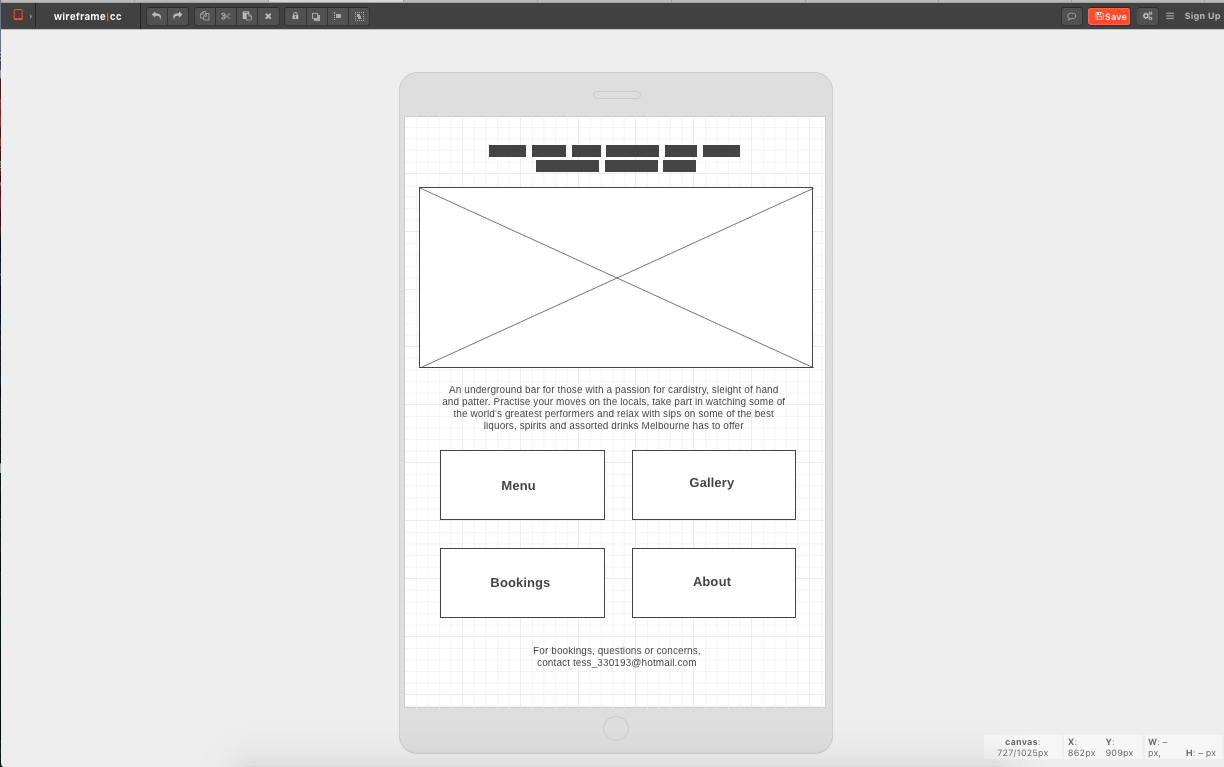 wireframe|cc
Save
Sign Up
An underground bar for those with a passion for cardistry, sleight of hand
and patter. Practise your moves on the locals, take part in watching some of
the world's greatest performers and relax with sips on some of the best
liquors, spirits and assorted drinks Melbourne has to offer
Menu
Gallery
Bookings
About
For bookings, questions or concerns,
contact tess_330193@hotmail.com
canvas: X: Y: W: –
727/1025px 862px 909px px, H: – px